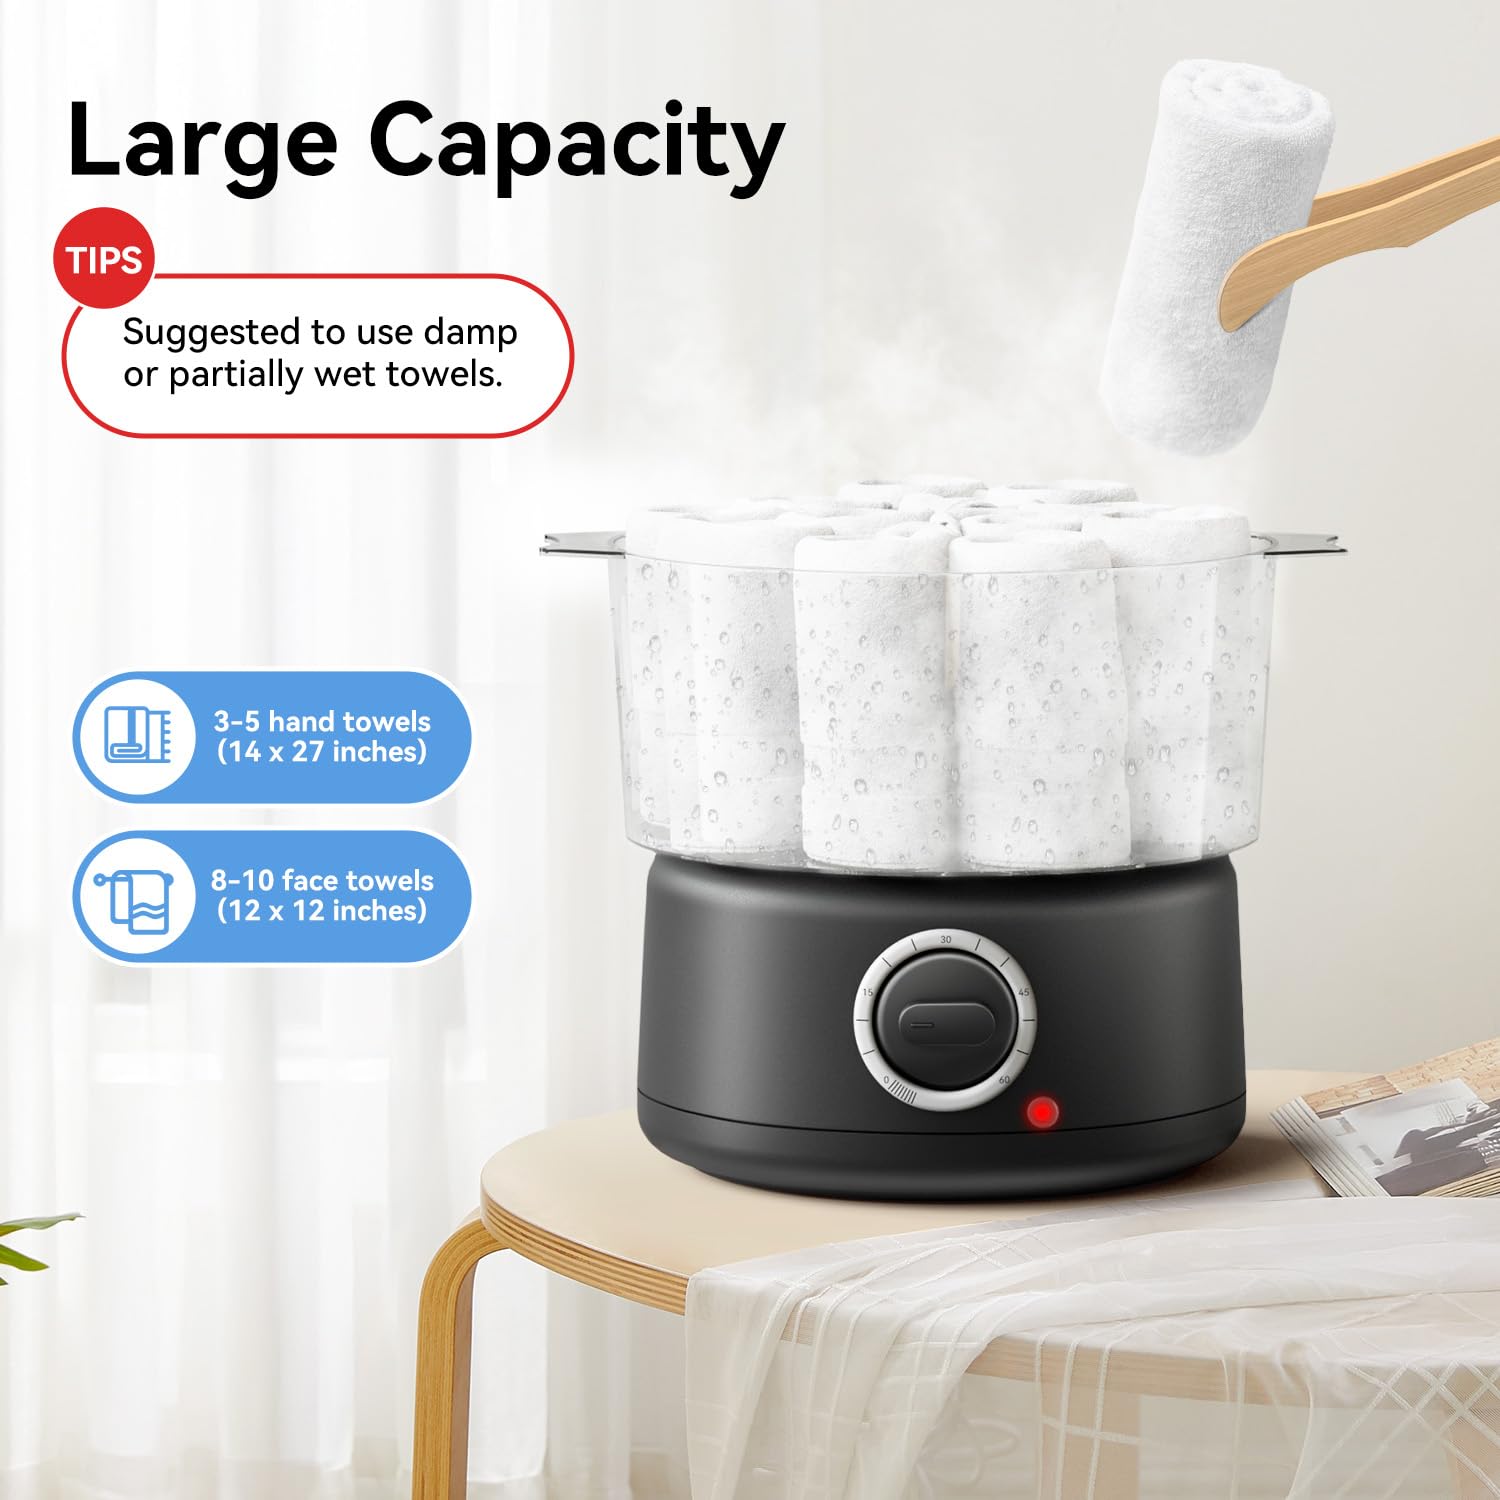 Large Capacity
TIPS
Suggested to use damp
or partially wet towels.
3-5 hand towels
(14 x 27 inches)
8-10 face towels
(12 x 12 inches)
30
15
45
0
60